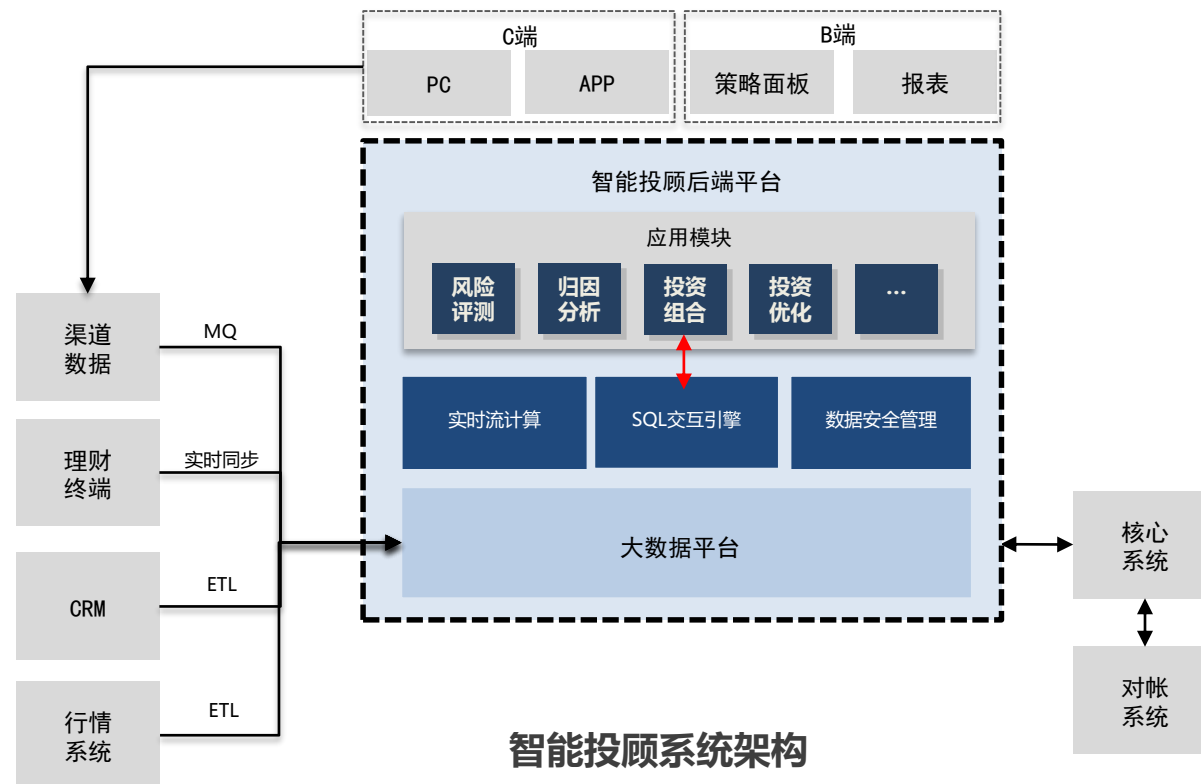 C端
B端
PC
APP
策略面板
报表
智能投顾后端平台
应用模块
风险
评测
归因
分析
投资
组合
投资
优化
...
渠道
数据
MQ
实时流计算
SQL交互引擎
数据安全管理
理财
终端
实时同步
大数据平台
核心
系统
CRM
ETL
对帐
系统
行情
系统
ETL
智能投顾系统架构